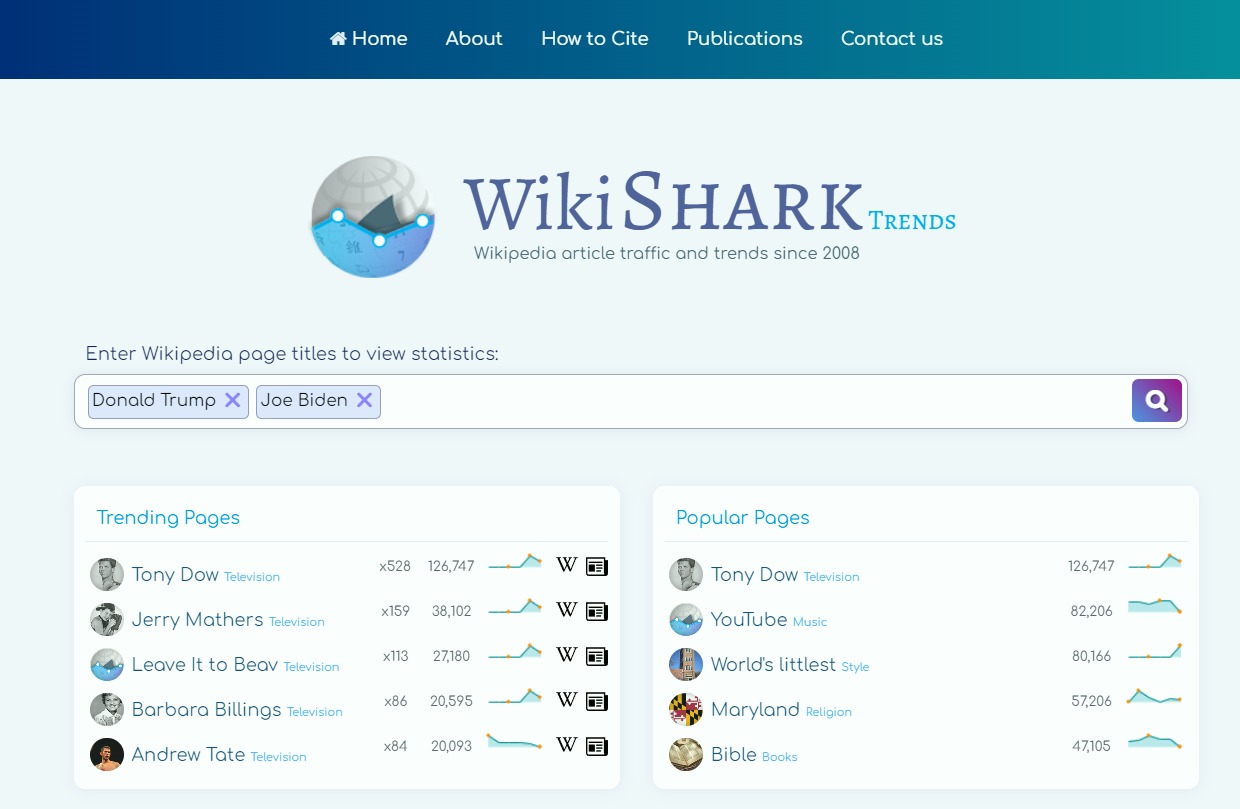 Home About How to Cite Publications Contact us
WikiSHARK TRENDS
Wikipedia article traffic and trends since 2008
Enter Wikipedia page titles to view statistics:
Donald Trump Joe Biden
Trending Pages
Tony Dow Television x528 126,747 W
Jerry Mathers Television x159 38,102 W
Leave It to Beav Television x113 27,180 W
Barbara Billings Television x86 20,595 W
Andrew Tate Television x84 20,093 W
Popular Pages
Tony Dow Television 126,747
YouTube Music 82,206
World's littlest Style 80,166
Maryland Religion 57,206
Bible Books 47,105